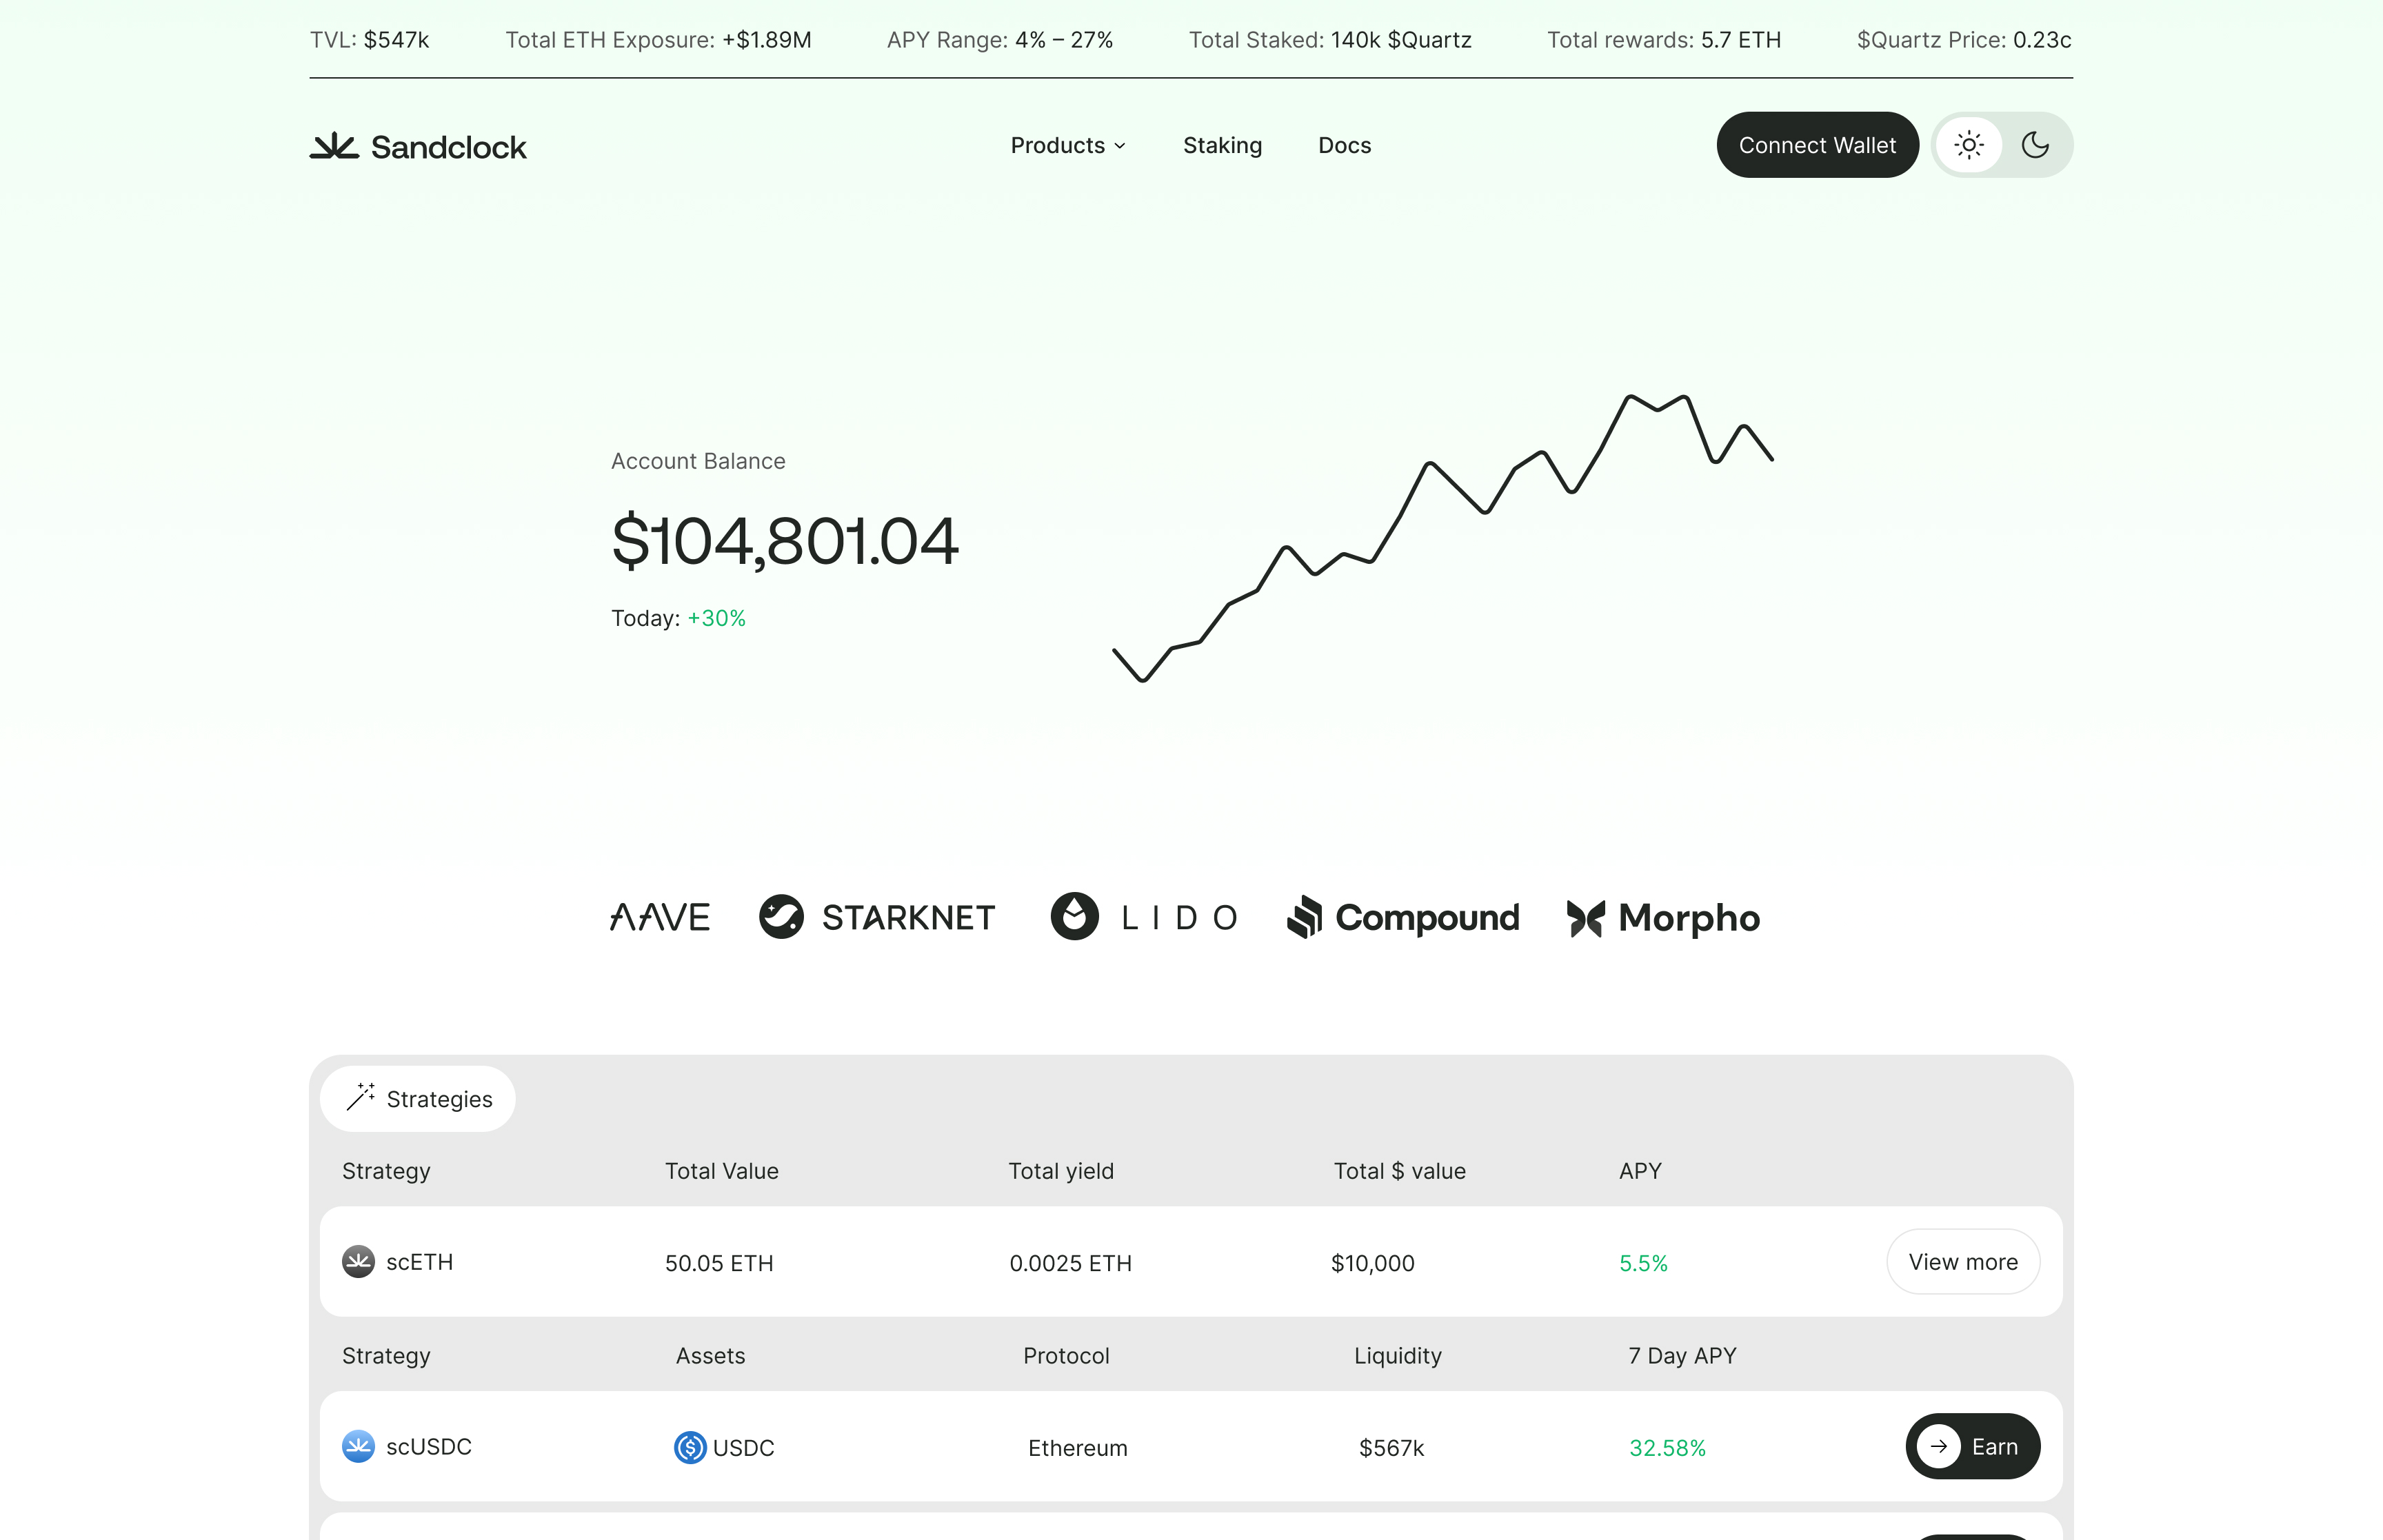 TVL: $547k Total ETH Exposure: +$1.89M APY Range: 4% – 27% Total Staked: 140k $Quartz Total rewards: 5.7 ETH $Quartz Price: 0.23c
Sandclock Products Staking Docs Connect Wallet
Account Balance
$104,801.04
Today: +30%
AAVE STARKNET LIDO Compound Morpho
Strategies
Strategy Total Value Total yield Total $ value APY
scETH 50.05 ETH 0.0025 ETH $10,000 5.5% View more
Strategy Assets Protocol Liquidity 7 Day APY
scUSDC USDC Ethereum $567k 32.58% Earn